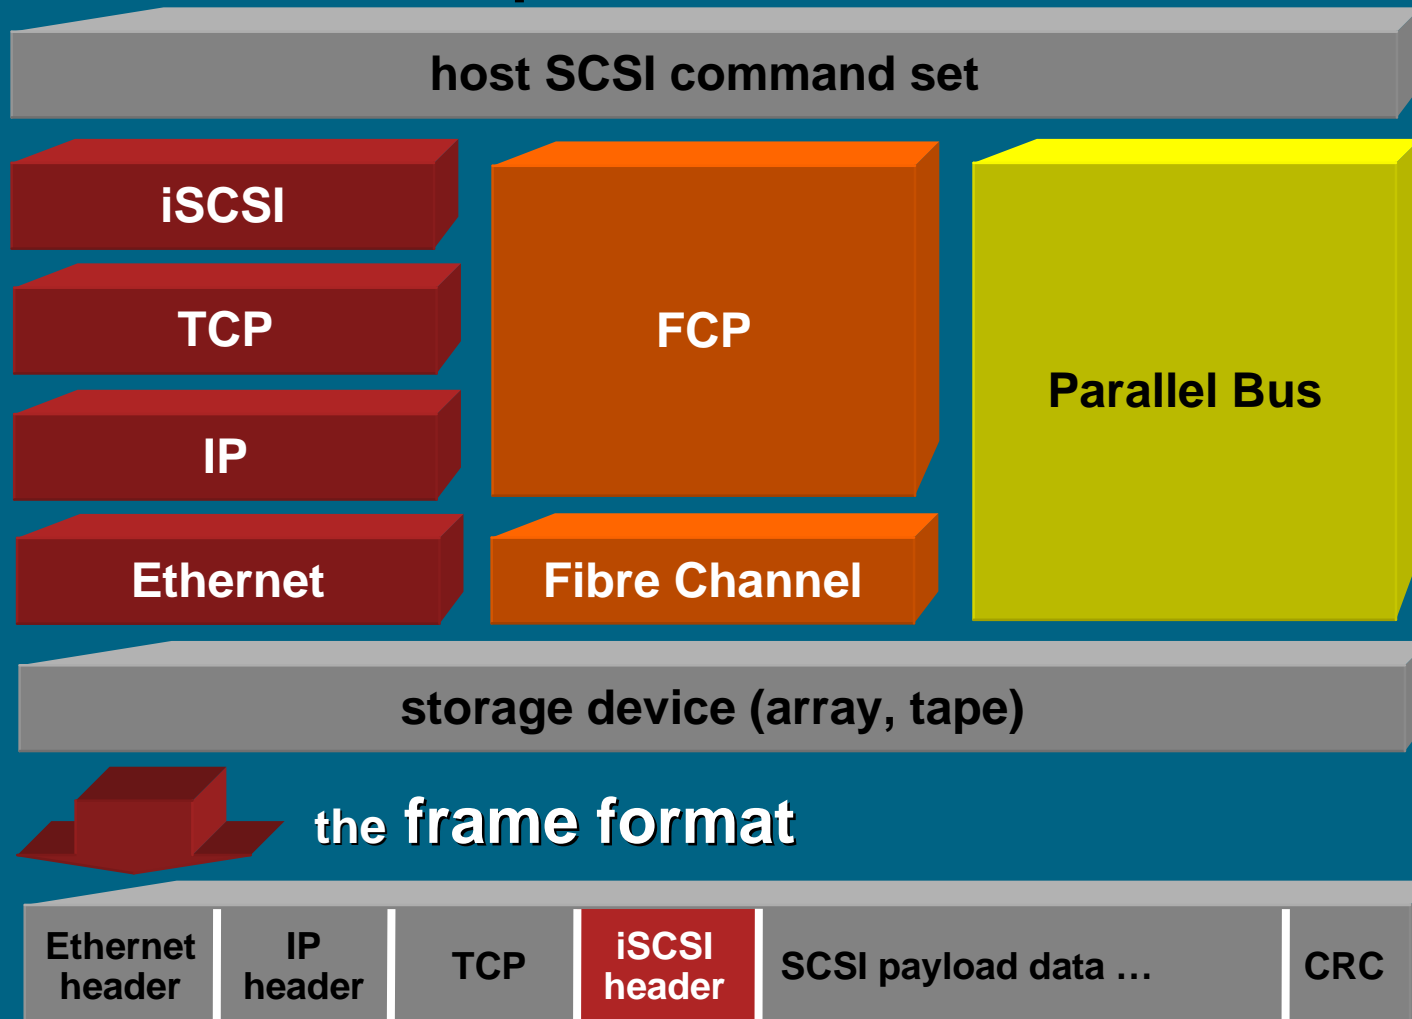 host SCSI command set
iSCSI
TCP
IP
Ethernet
FCP
Fibre Channel
Parallel Bus
storage device (array, tape)
the frame format
Ethernet
header
IP
header
TCP
iSCSI
header
SCSI payload data …
CRC